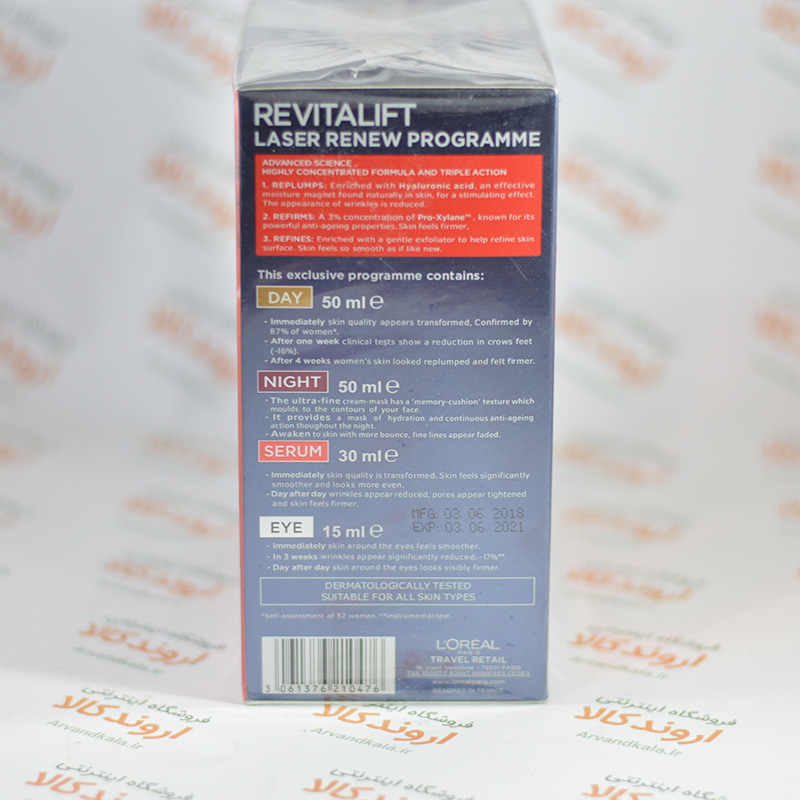 REVITALIFT
LASER RENEW PROGRAMME
ADVANCED SCIENCE .
HIGHLY CONCENTRATED FORMULA AND TRIPLE ACTION
1. REPLUMPS: Enriched with Hyaluronic acid, an effective
moisture magnet found naturally in skin, for a stimulating effect.
The appearance of wrinkles is reduced.
2. REFIRMS: A 3% concentration of Pro-Xylane™ , known for its
powerful anti-ageing properties. Skin feels firmer.
3. REFINES: Enriched with a gentle exfoliator to help refine skin
surface. Skin feels so smooth as if like new.
This exclusive programme contains:
DAY 50 ml ℮
- Immediately skin quality appears transformed, Confirmed by
87% of women*.
- After one week clinical tests show a reduction in crows feet
(-16%).
- After 4 weeks women's skin looked replumped and felt firmer.
NIGHT 50 ml ℮
- The ultra-fine cream-mask has a "memory-cushion" texture which
moulds to the contours of your face.
- It provides a mask of hydration and continuous anti-ageing
action thoughout the night.
- Awaken to skin with more bounce, fine lines appear faded.
SERUM 30 ml ℮
- Immediately skin quality is transformed. Skin feels significantly
smoother and looks more even.
- Day after day wrinkles appear reduced, pores appear tightened
and skin feels firmer.
MFG: 03 06 2018
EXP: 03 06 2021
EYE 15 ml ℮
- Immediately skin around the eyes feels smoother.
- In 3 weeks wrinkles appear significantly reduced: -17%**.
- Day after day skin around the eyes looks visibly firmer.
DERMATOLOGICALLY TESTED
SUITABLE FOR ALL SKIN TYPES
*Self-assessment of 52 women. **Instrumental test.
L'ORÉAL
PARIS
TRAVEL RETAIL
www.lorealparis.com
DESIGNED IN FRANCE
3 061376 210476
فروشگاه اینترنتی
اروندکالا
Arvandkala.ir